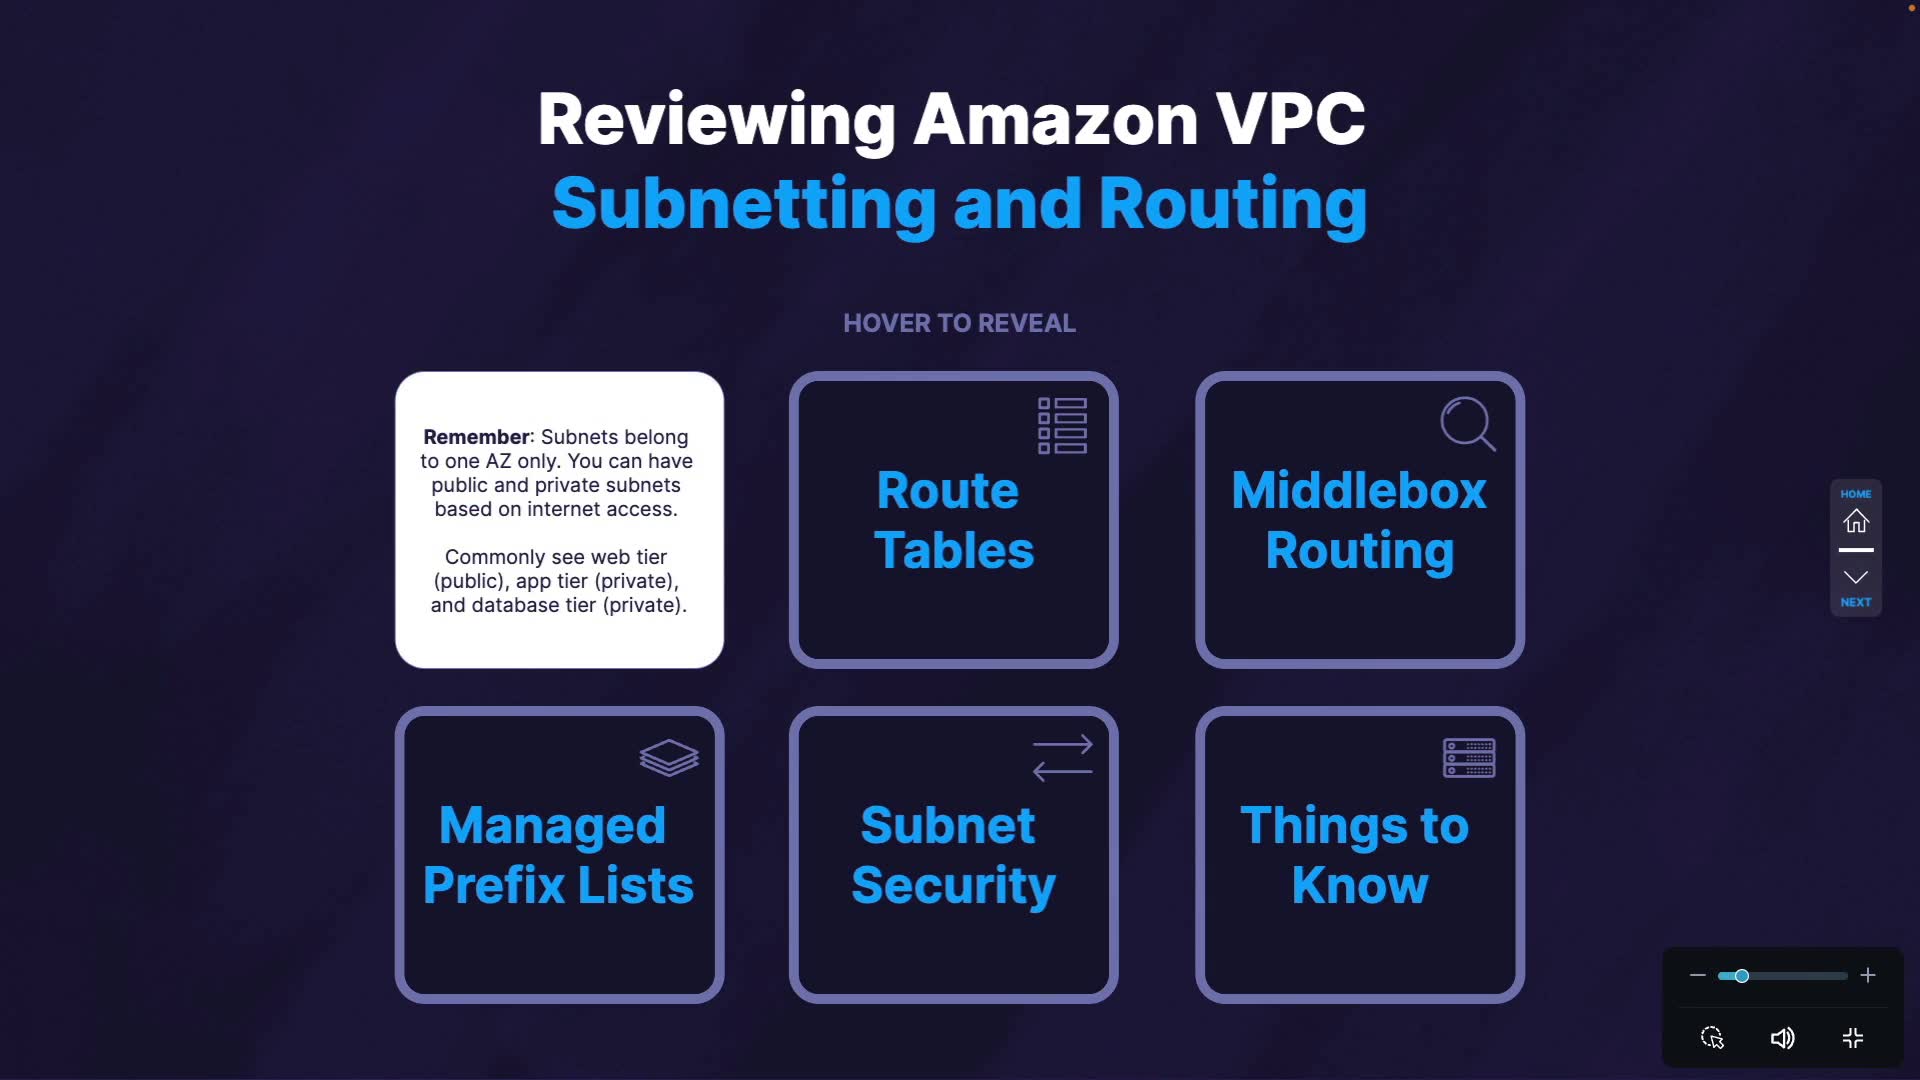 Reviewing Amazon VPC
Subnetting and Routing
HOVER TO REVEAL
Remember: Subnets belong
to one AZ only. You can have
public and private subnets
based on internet access.
Commonly see web tier
(public), app tier (private),
and database tier (private).
Route
Tables
Middlebox
Routing
Managed
Prefix Lists
Subnet
Security
Things to
Know
HOME
NEXT